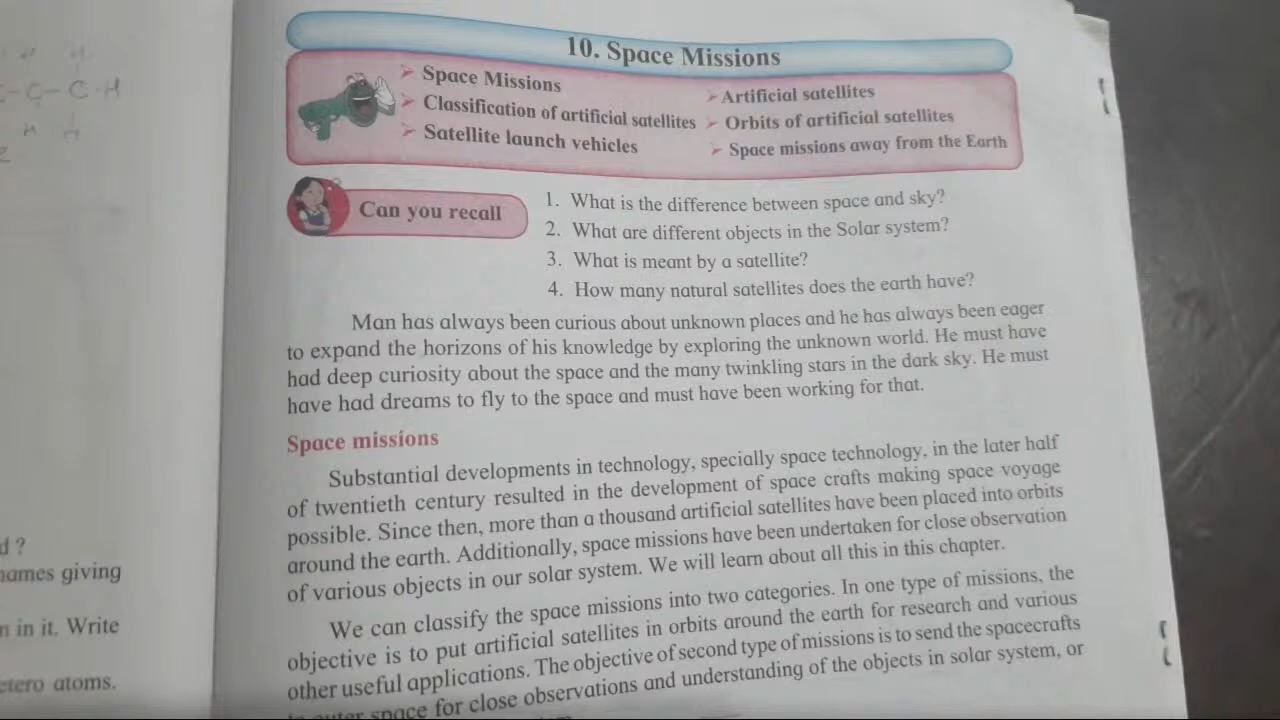 10. Space Missions
➢ Space Missions
➢ Classification of artificial satellites
➢ Satellite launch vehicles
➢ Artificial satellites
➢ Orbits of artificial satellites
➢ Space missions away from the Earth
Can you recall
1. What is the difference between space and sky?
2. What are different objects in the Solar system?
3. What is meant by a satellite?
4. How many natural satellites does the earth have?
Man has always been curious about unknown places and he has always been eager
to expand the horizons of his knowledge by exploring the unknown world. He must have
had deep curiosity about the space and the many twinkling stars in the dark sky. He must
have had dreams to fly to the space and must have been working for that.
Space missions
Substantial developments in technology, specially space technology, in the later half
of twentieth century resulted in the development of space crafts making space voyage
possible. Since then, more than a thousand artificial satellites have been placed into orbits
around the earth. Additionally, space missions have been undertaken for close observation
of various objects in our solar system. We will learn about all this in this chapter.
We can classify the space missions into two categories. In one type of missions, the
objective is to put artificial satellites in orbits around the earth for research and various
other useful applications. The objective of second type of missions is to send the spacecrafts
outer space for close observations and understanding of the objects in solar system, or
d ?
names giving
n in it. Write
etero atoms.